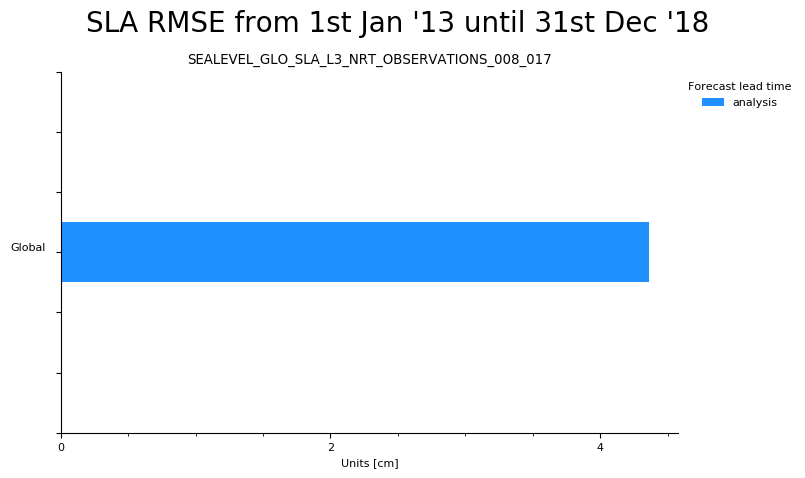 SLA RMSE from 1st Jan '13 until 31st Dec '18
SEALEVEL_GLO_SLA_L3_NRT_OBSERVATIONS_008_017
Forecast lead time
analysis
Global
0 2 4
Units [cm]